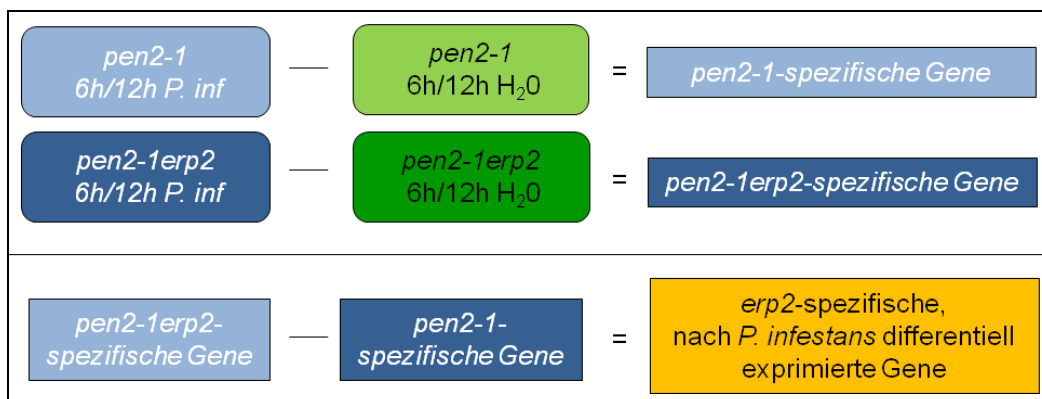 pen2-1
6h/12h P. inf
—
pen2-1
6h/12h H₂0
=
pen2-1-spezifische Gene
pen2-1erp2
6h/12h P. inf
—
pen2-1erp2
6h/12h H₂0
=
pen2-1erp2-spezifische Gene
pen2-1erp2-
spezifische Gene
—
pen2-1-
spezifische Gene
=
erp2-spezifische,
nach P. infestans differentiell
exprimierte Gene